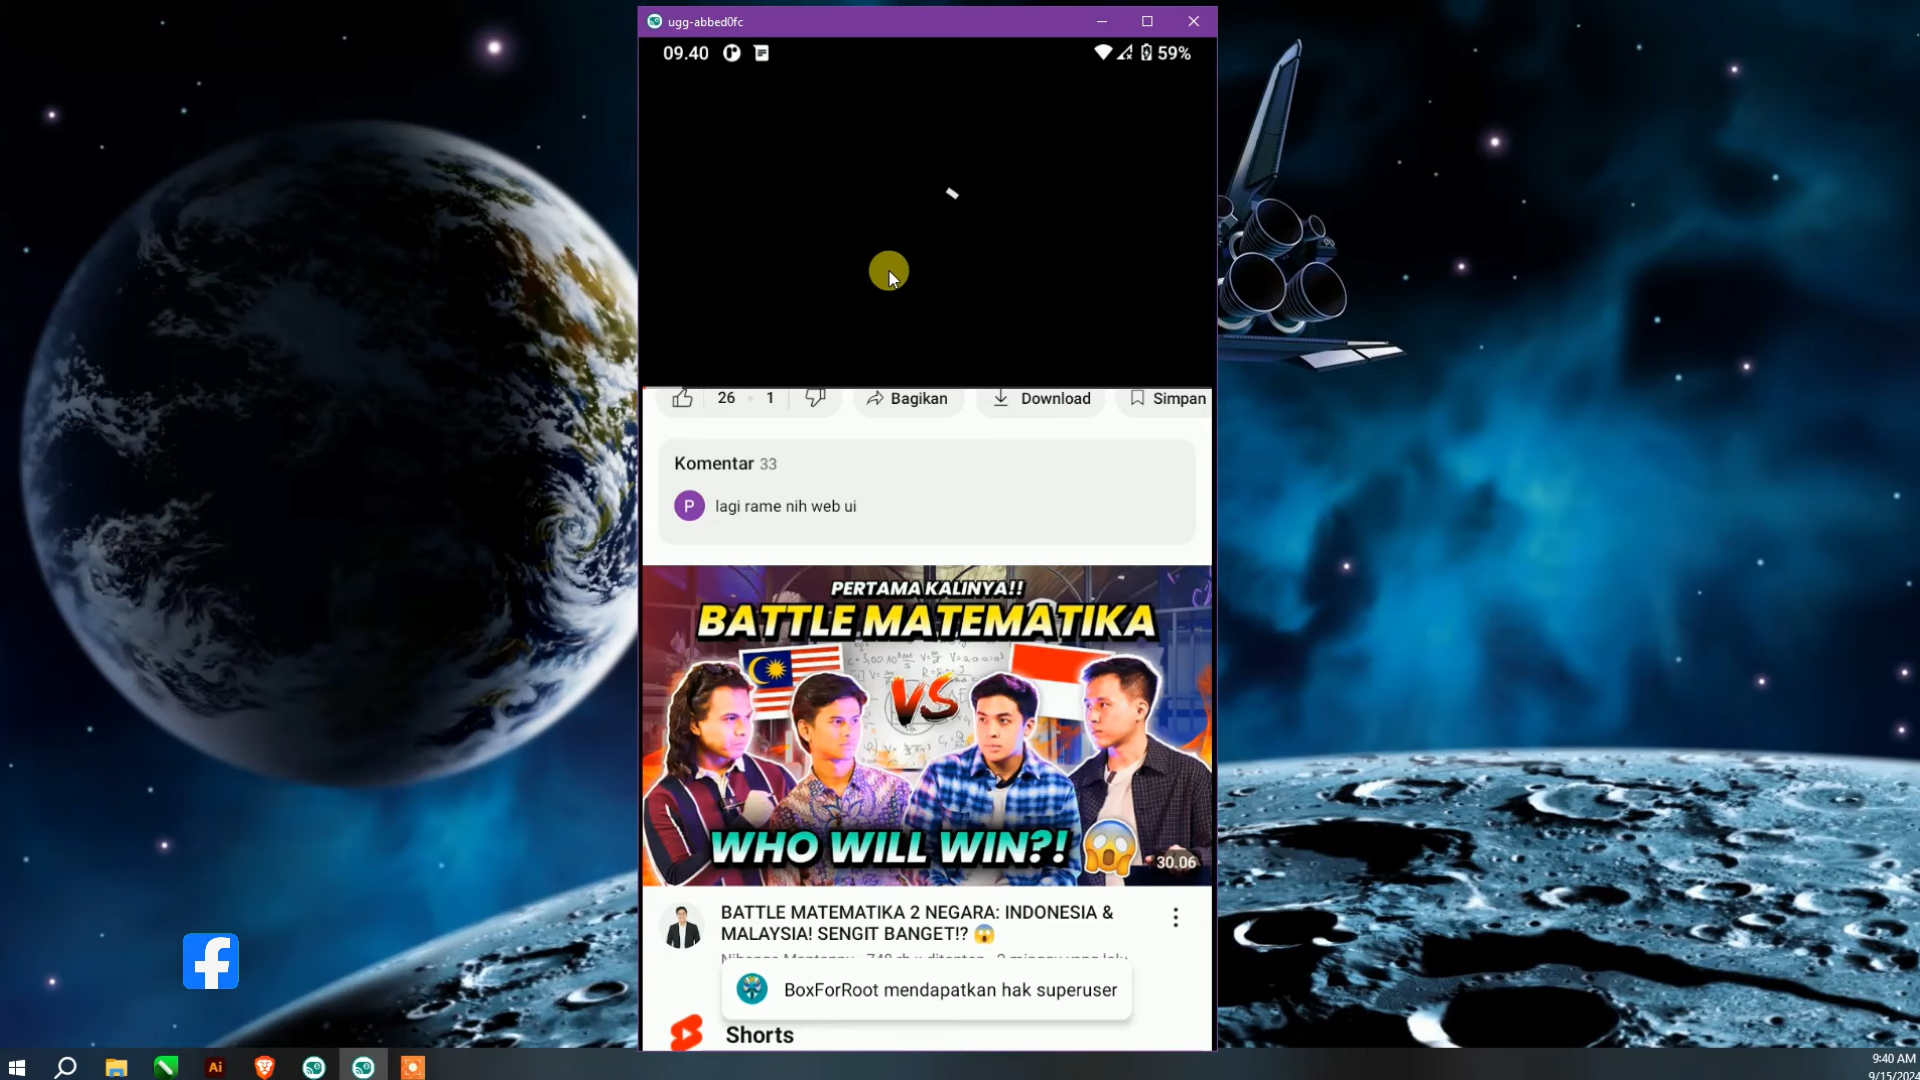 ugg-abbed0fc
09.40
59%
26 1 Bagikan Download Simpan
Komentar 33
P lagi rame nih web ui
PERTAMA KALINYA!!
BATTLE MATEMATIKA
VS
WHO WILL WIN?!
30.06
BATTLE MATEMATIKA 2 NEGARA: INDONESIA &
MALAYSIA! SENGIT BANGET!? 😱
BoxForRoot mendapatkan hak superuser
Shorts
Ai
9:40 AM
9/15/2024